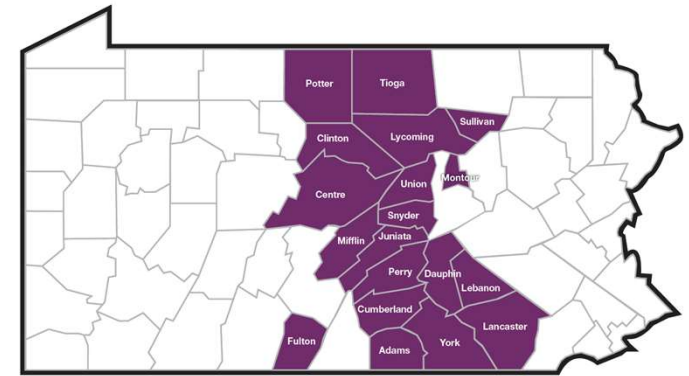 Potter
Tioga
Sullivan
Clinton
Lycoming
Montour
Union
Centre
Snyder
Mifflin
Juniata
Perry
Dauphin
Lebanon
Cumberland
Lancaster
Fulton
Adams
York